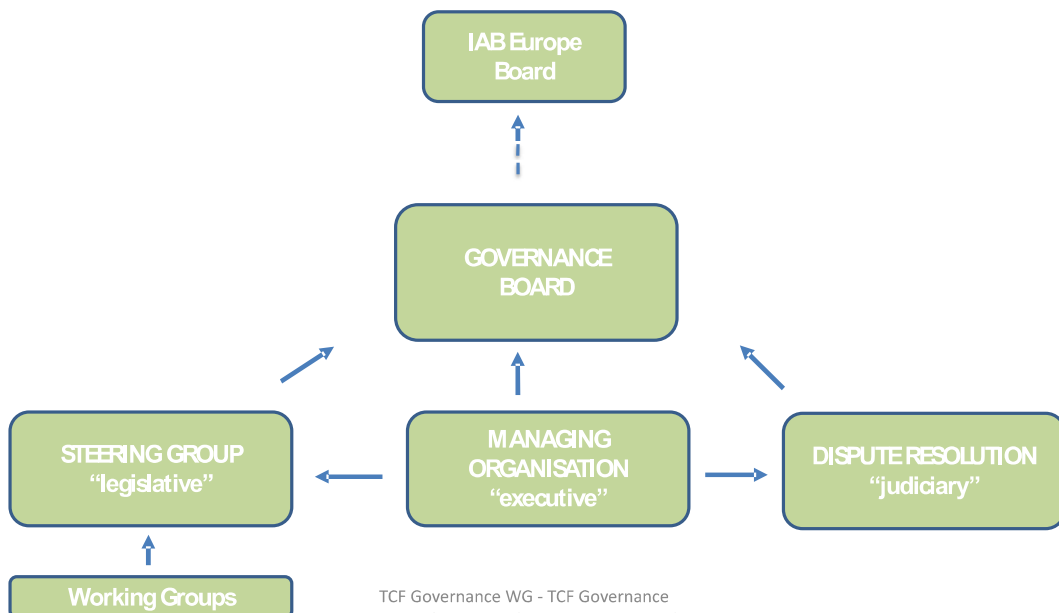 IAB Europe
Board
GOVERNANCE
BOARD
STEERING GROUP
“legislative”
MANAGING
ORGANISATION
“executive”
DISPUTE RESOLUTION
“judiciary”
Working Groups
TCF Governance WG - TCF Governance